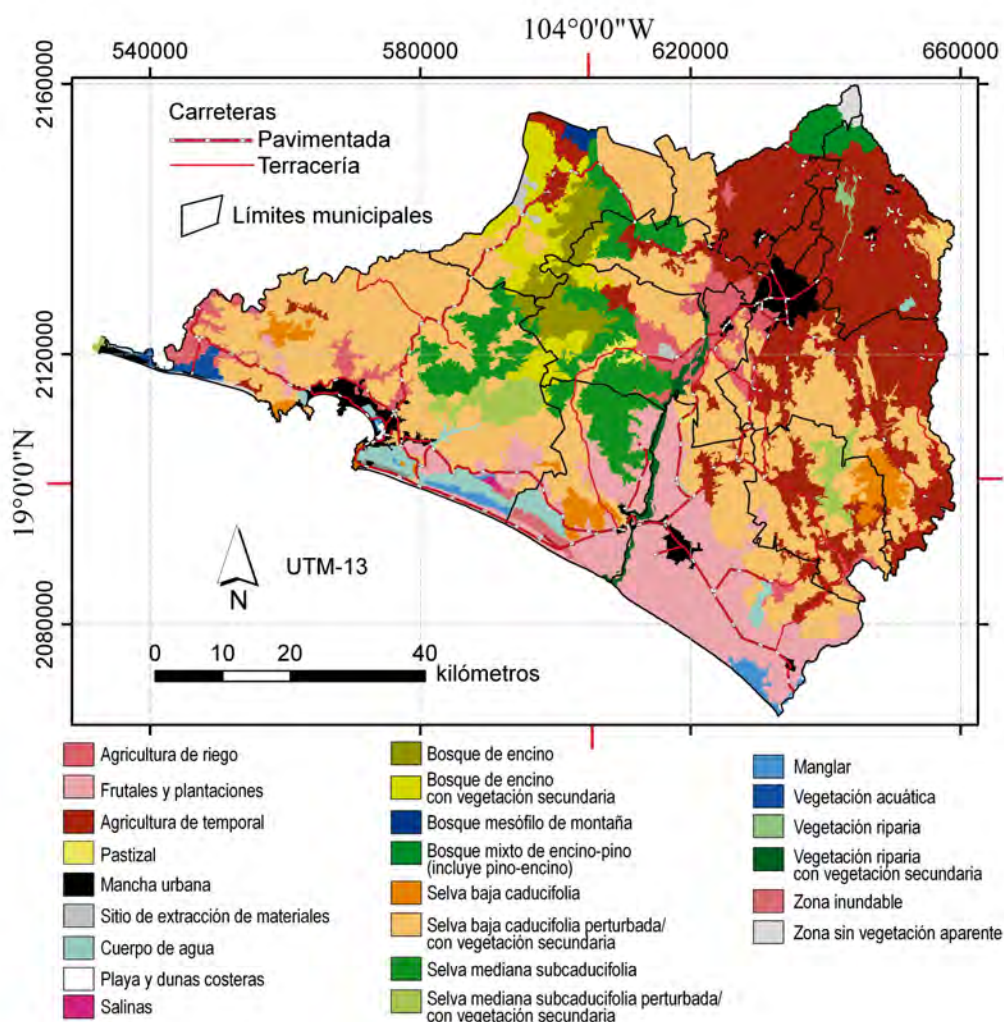 104°0'0"W
540000 580000 620000 660000
2160000
2120000
19°0'0"N
2080000
Carreteras
Pavimentada
Terracería
Límites municipales
UTM-13
N
0 10 20 40
kilómetros
Agricultura de riego
Frutales y plantaciones
Agricultura de temporal
Pastizal
Mancha urbana
Sitio de extracción de materiales
Cuerpo de agua
Playa y dunas costeras
Salinas
Bosque de encino
Bosque de encino
con vegetación secundaria
Bosque mesófilo de montaña
Bosque mixto de encino-pino
(incluye pino-encino)
Selva baja caducifolia
Selva baja caducifolia perturbada/
con vegetación secundaria
Selva mediana subcaducifolia
Selva mediana subcaducifolia perturbada/
con vegetación secundaria
Manglar
Vegetación acuática
Vegetación riparia
Vegetación riparia
con vegetación secundaria
Zona inundable
Zona sin vegetación aparente